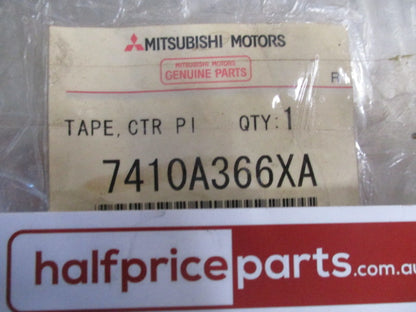 MITSUBISHI MOTORS
MITSUBISHI MOTORS
GENUINE PARTS
TAPE, CTR PI QTY:1
7410A366XA
halfpriceparts.com.au